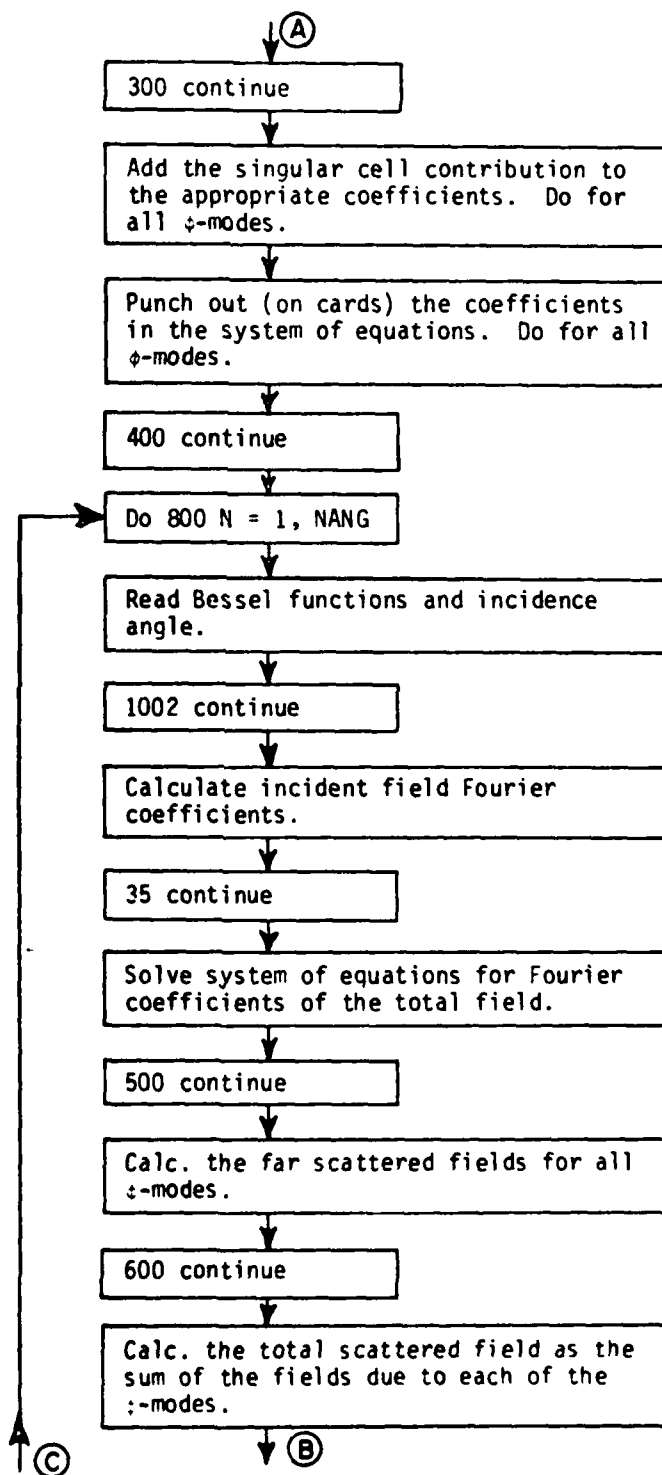 A
300 continue
Add the singular cell contribution to
the appropriate coefficients. Do for
all ϕ-modes.
Punch out (on cards) the coefficients
in the system of equations. Do for all
ϕ-modes.
400 continue
Do 800 N = 1, NANG
Read Bessel functions and incidence
angle.
1002 continue
Calculate incident field Fourier
coefficients.
35 continue
Solve system of equations for Fourier
coefficients of the total field.
500 continue
Calc. the far scattered fields for all
ϕ-modes.
600 continue
Calc. the total scattered field as the
sum of the fields due to each of the
ϕ-modes.
C
B